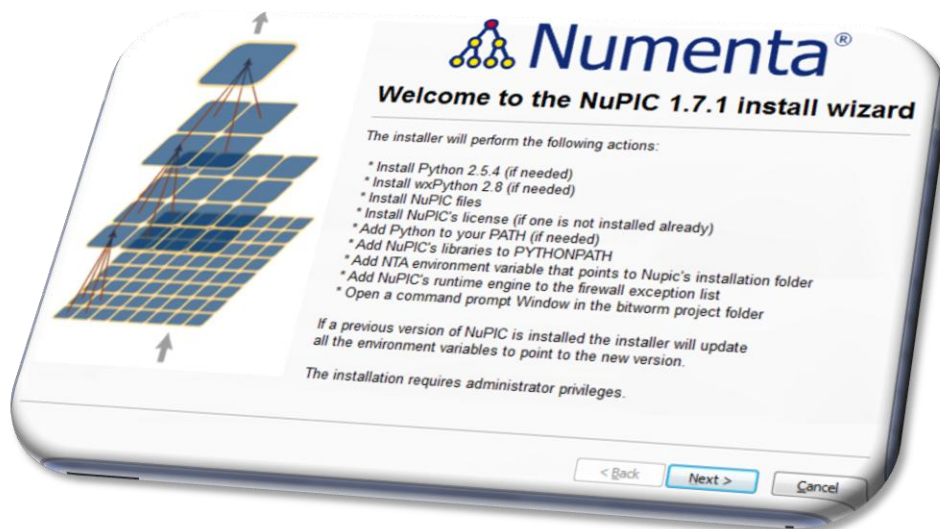 Numenta®
Welcome to the NuPIC 1.7.1 install wizard
The installer will perform the following actions:
* Install Python 2.5.4 (if needed)
* Install wxPython 2.8 (if needed)
* Install NuPIC files
* Install NuPIC's license (if one is not installed already)
* Add Python to your PATH (if needed)
* Add NuPIC's libraries to PYTHONPATH
* Add NTA environment variable that points to Nupic's installation folder
* Add NuPIC's runtime engine to the firewall exception list
* Open a command prompt Window in the bitworm project folder
If a previous version of NuPIC is installed the installer will update
all the environment variables to point to the new version.
The installation requires administrator privileges.
< Back Next > Cancel